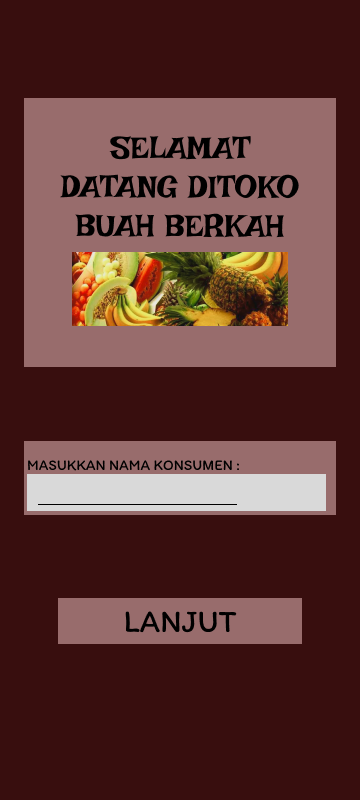 SELAMAT
DATANG DITOKO
BUAH BERKAH
MASUKKAN NAMA KONSUMEN :
LANJUT